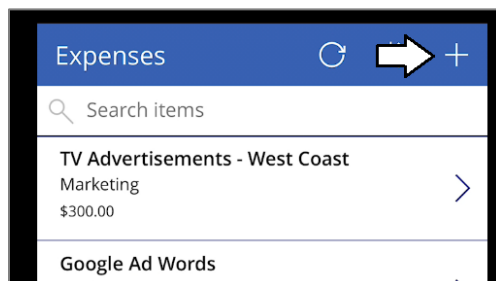 Expenses
Search items
TV Advertisements - West Coast
Marketing
$300.00
Google Ad Words